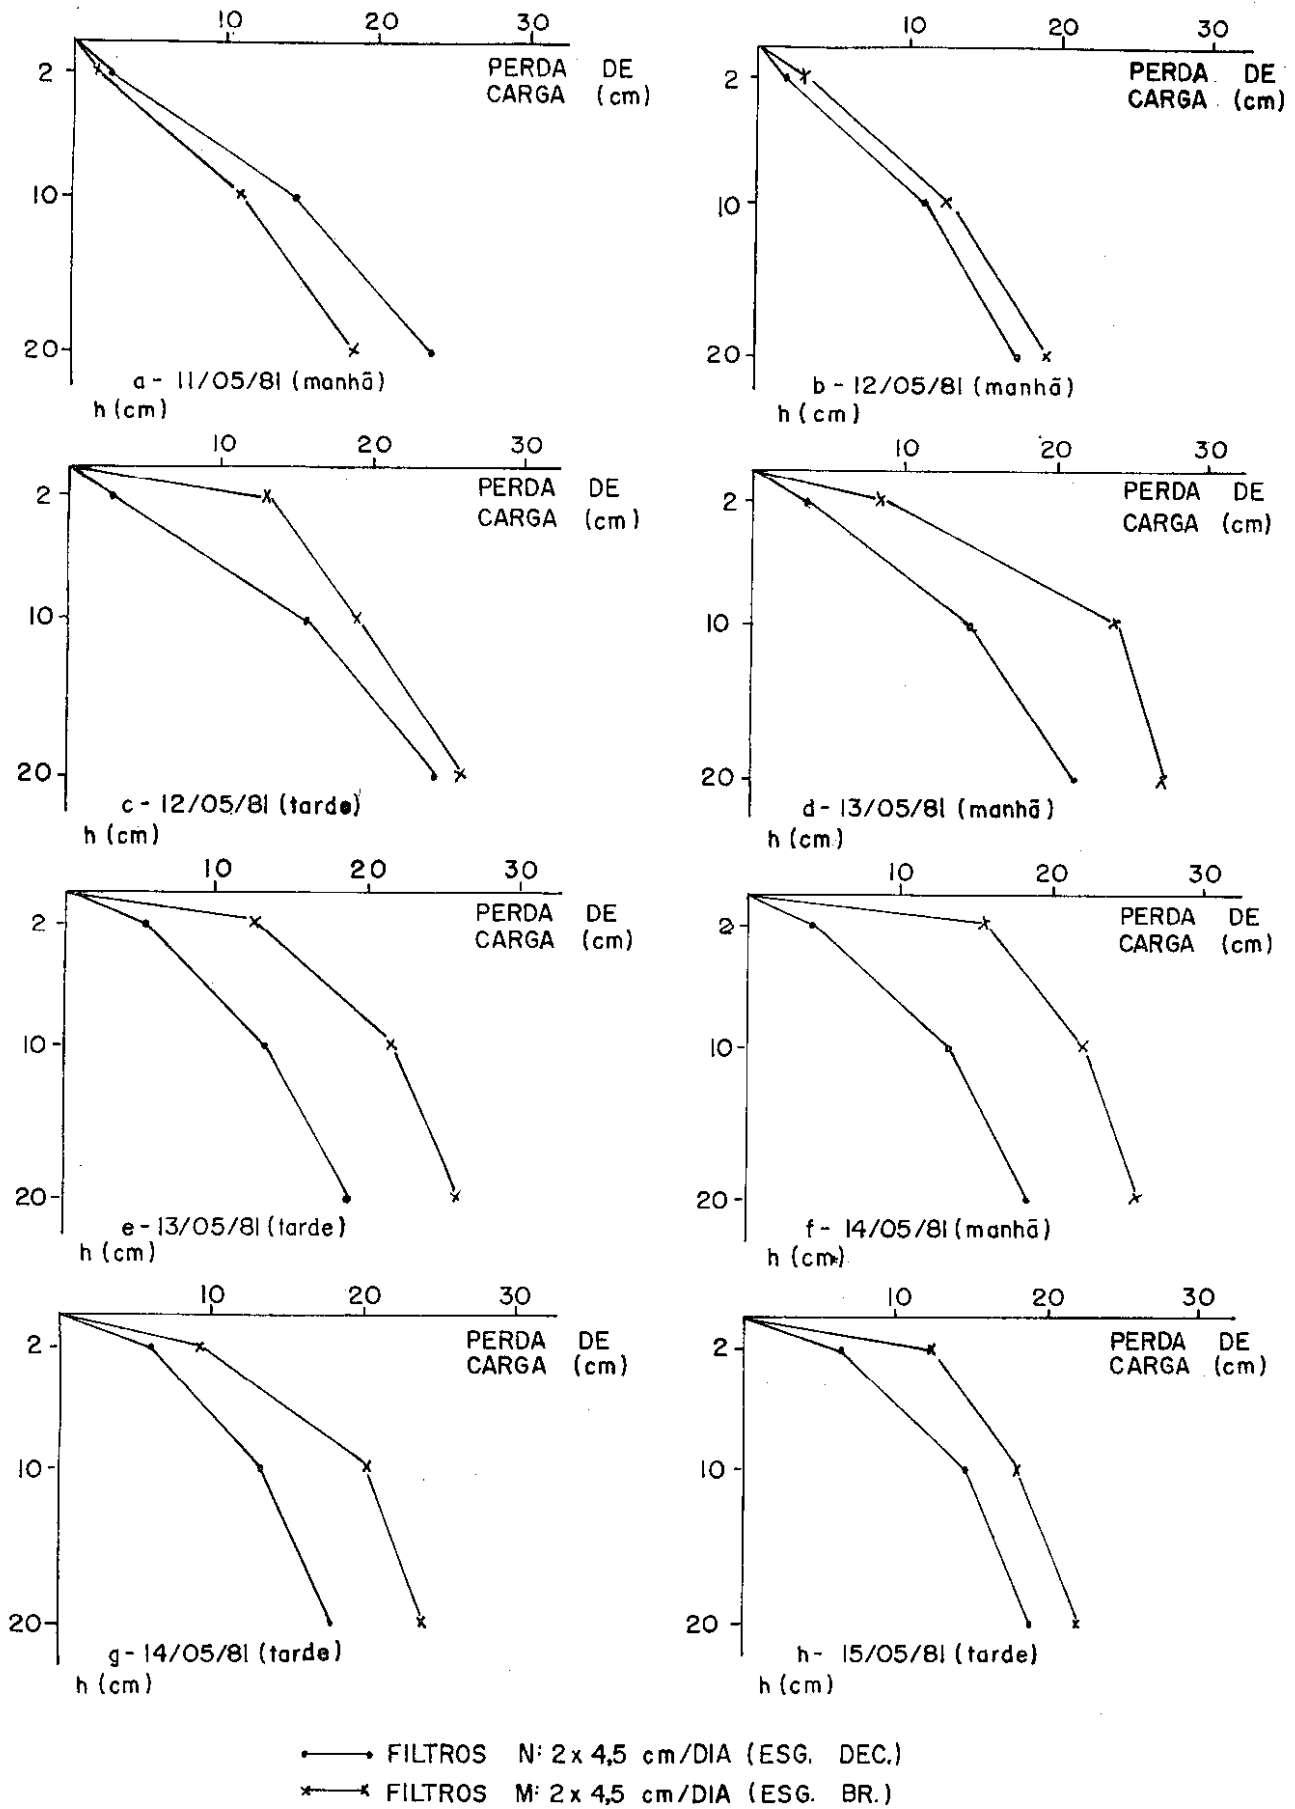 10 20 30
2
PERDA DE
CARGA (cm)
10
20
a - 11/05/81 (manhã)
h (cm)
10 20 30
2
PERDA DE
CARGA (cm)
10
20
b - 12/05/81 (manhã)
h (cm)
10 20 30
2
PERDA DE
CARGA (cm)
10
20
c - 12/05/81 (tarde)
h (cm)
10 20 30
2
PERDA DE
CARGA (cm)
10
20
d - 13/05/81 (manhã)
h (cm)
10 20 30
2
PERDA DE
CARGA (cm)
10
20
e - 13/05/81 (tarde)
h (cm)
10 20 30
2
PERDA DE
CARGA (cm)
10
20
f - 14/05/81 (manhã)
h (cm)
10 20 30
2
PERDA DE
CARGA (cm)
10
20
g - 14/05/81 (tarde)
h (cm)
10 20 30
2
PERDA DE
CARGA (cm)
10
20
h - 15/05/81 (tarde)
h (cm)
FILTROS N: 2 x 4,5 cm/DIA (ESG. DEC.)
FILTROS M: 2 x 4,5 cm/DIA (ESG. BR.)